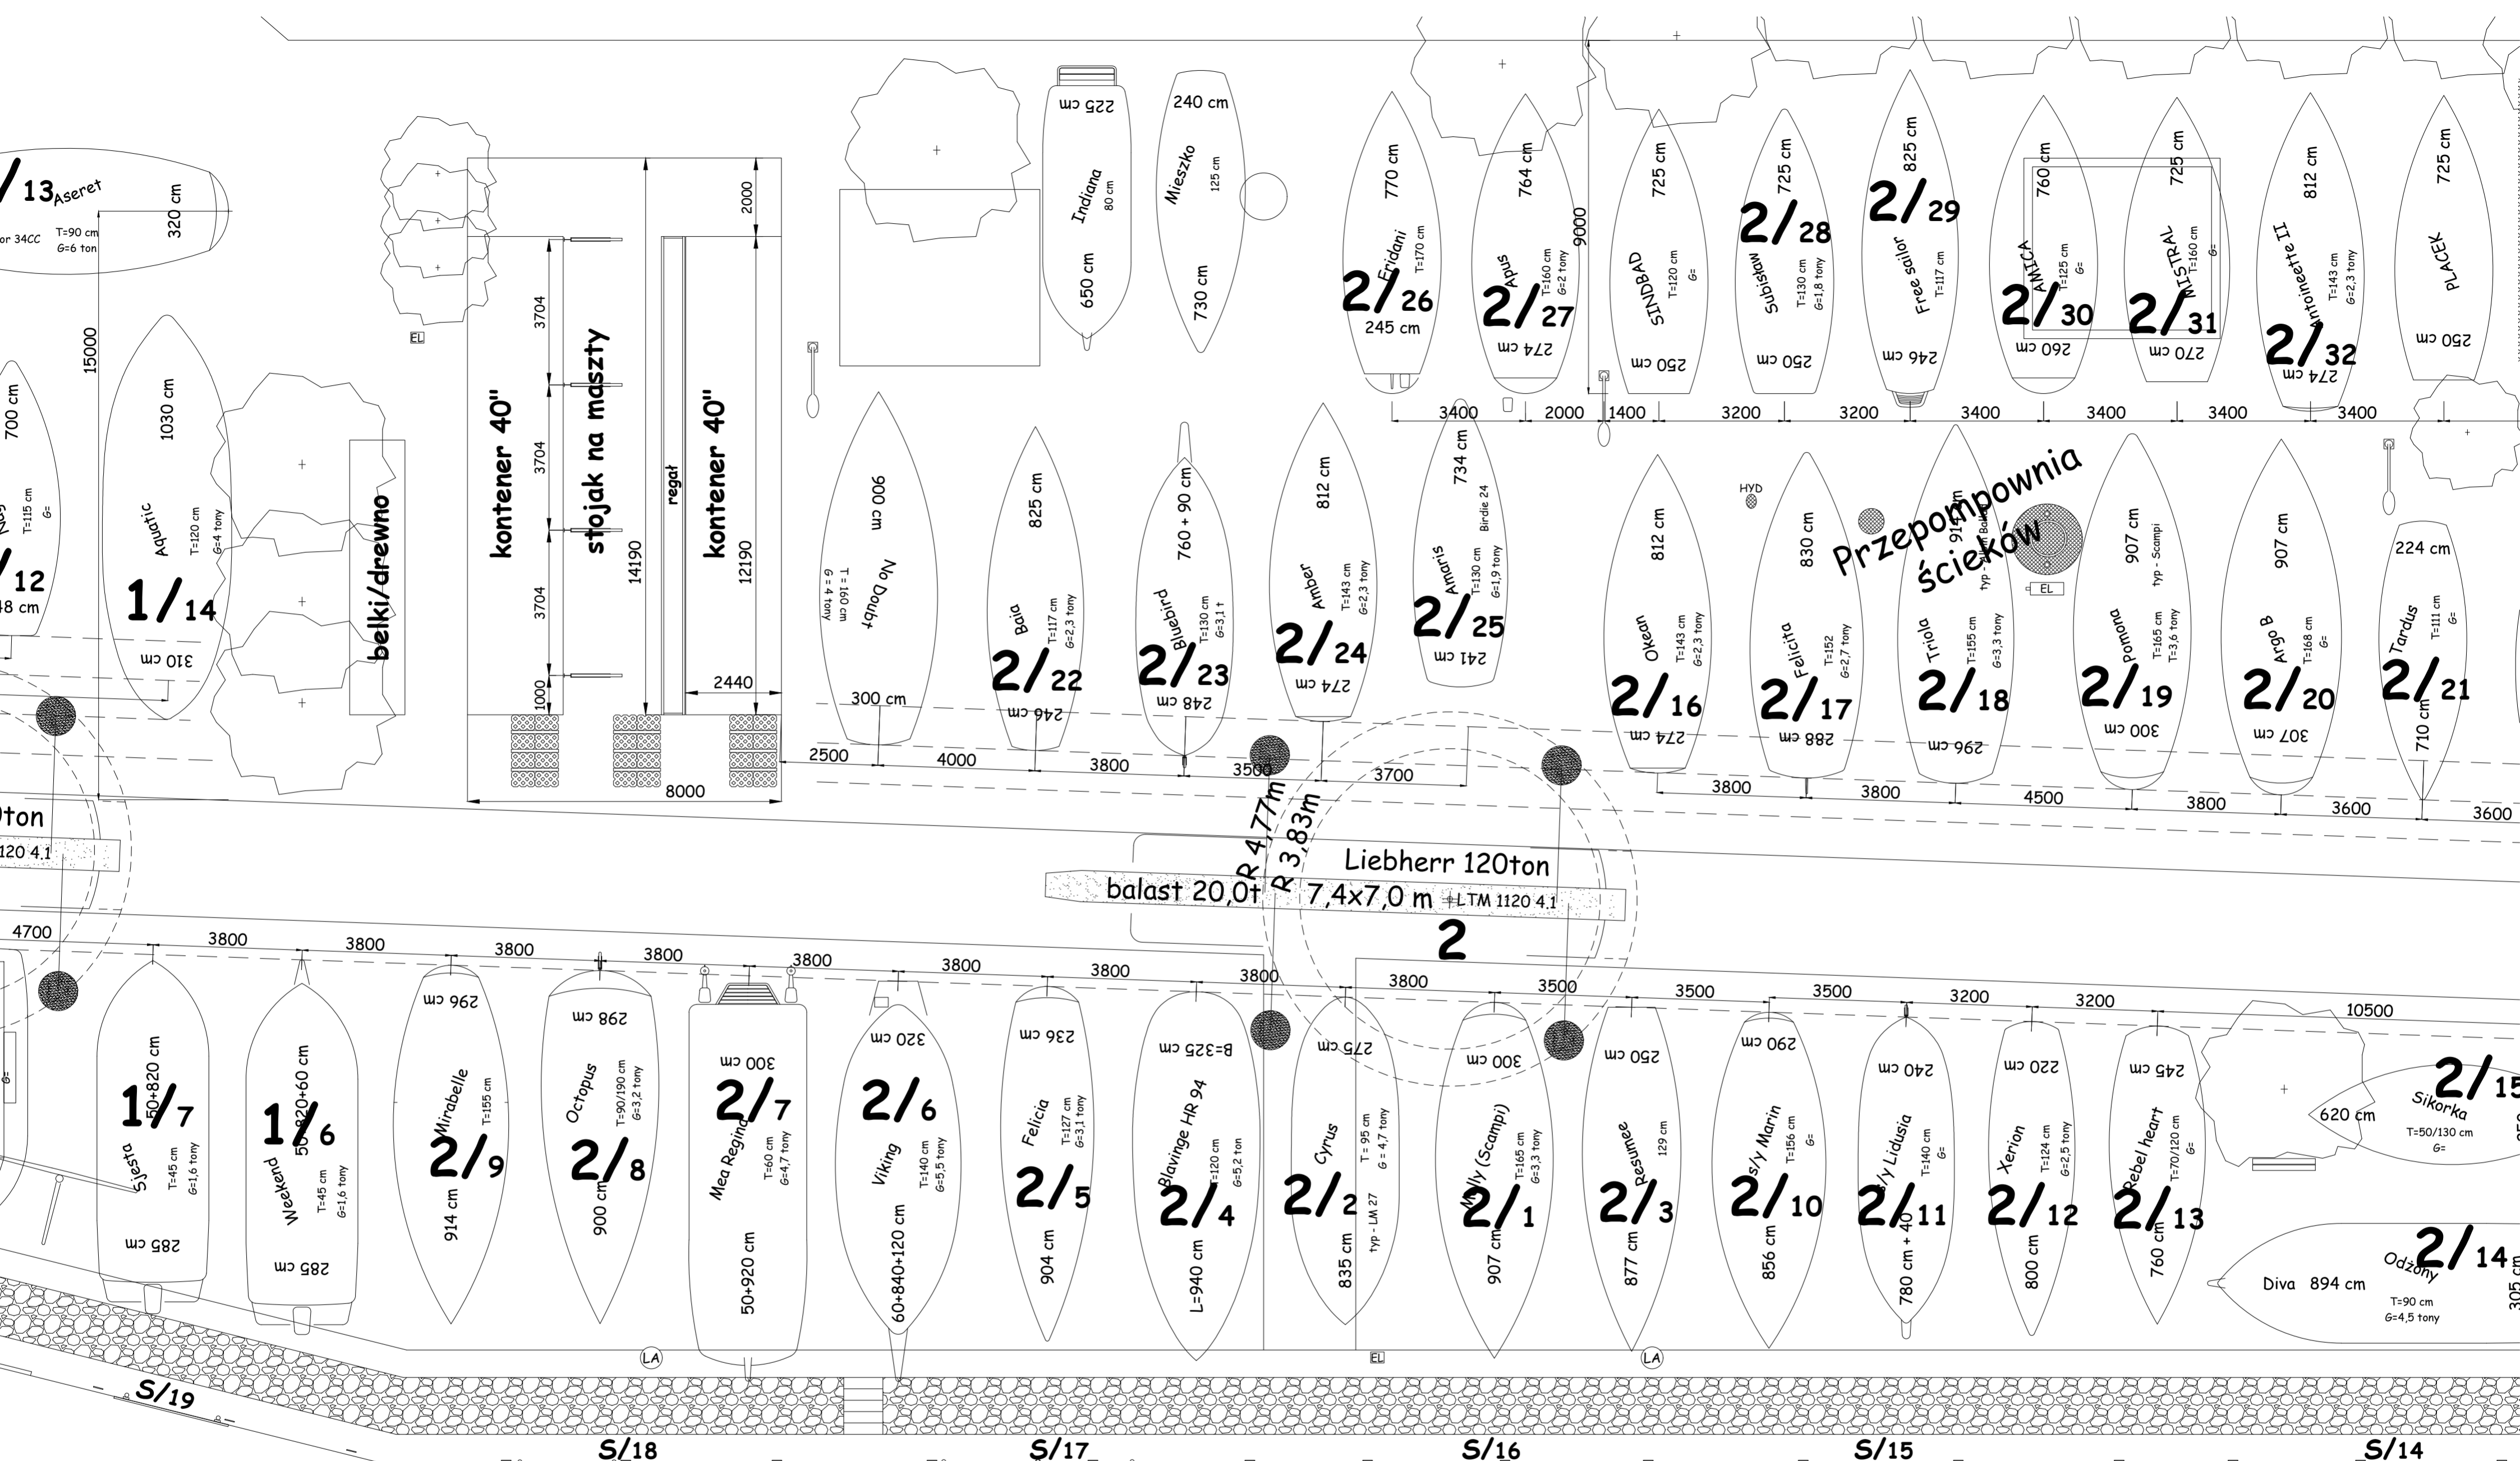 225 cm
Indiana
80 cm
650 cm
240 cm
Mieszko
125 cm
730 cm
770 cm
Eridani
T=170 cm
2/26
245 cm
764 cm
Apus
T=160 cm
G=2 tony
2/27
274 cm
9000
725 cm
SINDBAD
T=120 cm
G=
250 cm
725 cm
2/28
Subisław
T=130 cm
G=1,8 tony
250 cm
825 cm
2/29
Free sailor
T=117 cm
246 cm
760 cm
AMICA
T=125 cm
G=
2/30
260 cm
725 cm
MISTRAL
T=160 cm
G=
2/31
270 cm
812 cm
Antoineette II
T=143 cm
G=2,3 tony
2/32
274 cm
725 cm
PLACEK
250 cm
3400
2000
1400
3200
3200
3400
3400
3400
3400
/13
Aseret
320 cm
or 34CC
T=90 cm
G=6 ton
15000
700 cm
T=115 cm
G=
/12
48 cm
1030 cm
Aquatic
T=120 cm
G=4 tony
1/14
310 cm
EL
belki/drewno
kontener 40"
stojak na maszty
regał
kontener 40"
2000
3704
3704
3704
1000
14190
12190
2440
8000
900 cm
No Doubt
T = 160 cm
G = 4 tony
300 cm
825 cm
Baia
T=117 cm
G=2,3 tony
2/22
246 cm
760 + 90 cm
Bluebird
T=130 cm
G=3,1 t
2/23
248 cm
812 cm
Amber
T=143 cm
G=2,3 tony
2/24
274 cm
734 cm
Birdie 24
Amaris
T=130 cm
G=1,9 tony
2/25
241 cm
2500
4000
3800
3500
3700
812 cm
Okean
T=143 cm
G=2,3 tony
2/16
274 cm
HYD
830 cm
Felicita
T=152
G=2,7 tony
2/17
288 cm
Przepompownia
ścieków
EL
Triola
T=155 cm
G=3,3 tony
2/18
296 cm
907 cm
typ - Scampi
Pomona
T=165 cm
T=3,6 tony
2/19
300 cm
907 cm
Argo B
T=168 cm
G=
2/20
307 cm
224 cm
Tardus
T=111 cm
G=
2/21
710 cm
3800
3800
4500
3800
3600
3600
ton
120 4.1
R 4,77m
R 3,83m
Liebherr 120ton
balast 20,0t
7,4x7,0 m
LTM 1120 4.1
2
4700
3800
3800
3800
3800
3800
3800
3800
3800
3800
3500
3500
3500
3200
3200
10500
G=
50+820 cm
1/7
Sjesta
T=45 cm
G=1,6 tony
285 cm
50+820+60 cm
1/6
Weekend
T=45 cm
G=1,6 tony
285 cm
296 cm
Mirabelle
T=155 cm
2/9
914 cm
298 cm
Octopus
T=90/190 cm
G=3,2 tony
2/8
900 cm
300 cm
2/7
Mea Regina
T=60 cm
G=4,7 tony
50+920 cm
320 cm
2/6
Viking
T=140 cm
G=5,5 tony
60+840+120 cm
236 cm
Felicia
T=127 cm
G=3,1 tony
2/5
904 cm
B=325 cm
Blavinge HR 94
T=120 cm
G=5,2 ton
2/4
L=940 cm
275 cm
Cyrus
T = 95 cm
G = 4,7 tony
2/2
835 cm
typ - LM 27
300 cm
Molly (Scampi)
T=165 cm
G=3,3 tony
2/1
907 cm
250 cm
Resumee
129 cm
2/3
877 cm
290 cm
s/y Marin
T=156 cm
G=
2/10
856 cm
240 cm
s/y Lidusia
T=140 cm
G=
2/11
780 cm + 40
220 cm
Xerion
T=124 cm
G=2,5 tony
2/12
800 cm
245 cm
Rebel heart
T=70/120 cm
G=
2/13
760 cm
2/15
620 cm
Sikorka
T=50/130 cm
G=
2/14
Odżony
Diva 894 cm
T=90 cm
G=4,5 tony
305 cm
LA
EL
LA
S/19
S/18
S/17
S/16
S/15
S/14